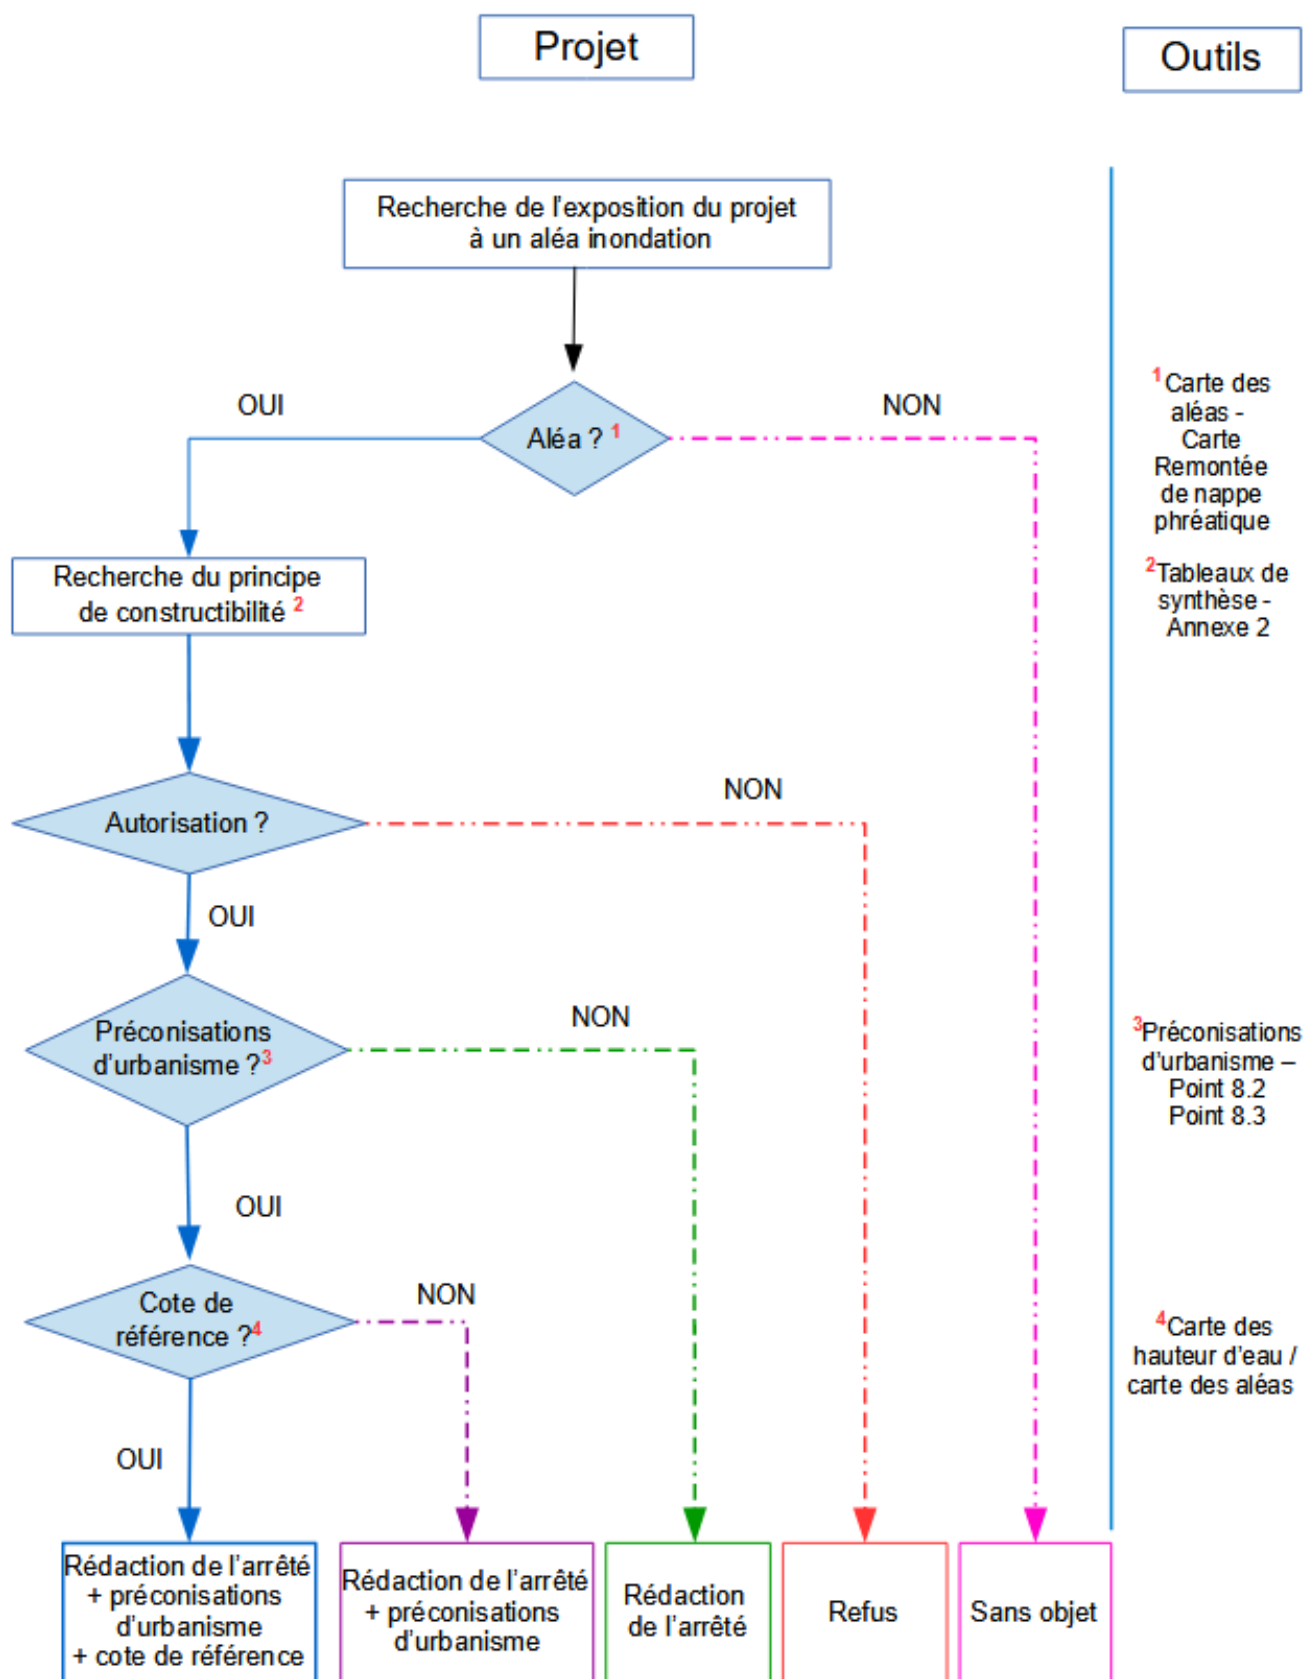 Projet
Outils
Recherche de l'exposition du projet
à un aléa inondation
OUI
NON
Aléa ? 1
1 Carte des
aléas -
Carte
Remontée
de nappe
phréatique
Recherche du principe
de constructibilité 2
2Tableaux de
synthèse -
Annexe 2
Autorisation ?
NON
OUI
Préconisations
d'urbanisme ?3
NON
3Préconisations
d'urbanisme –
Point 8.2
Point 8.3
OUI
Cote de
référence ?4
NON
4Carte des
hauteur d'eau /
carte des aléas
OUI
Rédaction de l'arrêté
+ préconisations
d'urbanisme
+ cote de référence
Rédaction de l'arrêté
+ préconisations
d'urbanisme
Rédaction
de l'arrêté
Refus
Sans objet